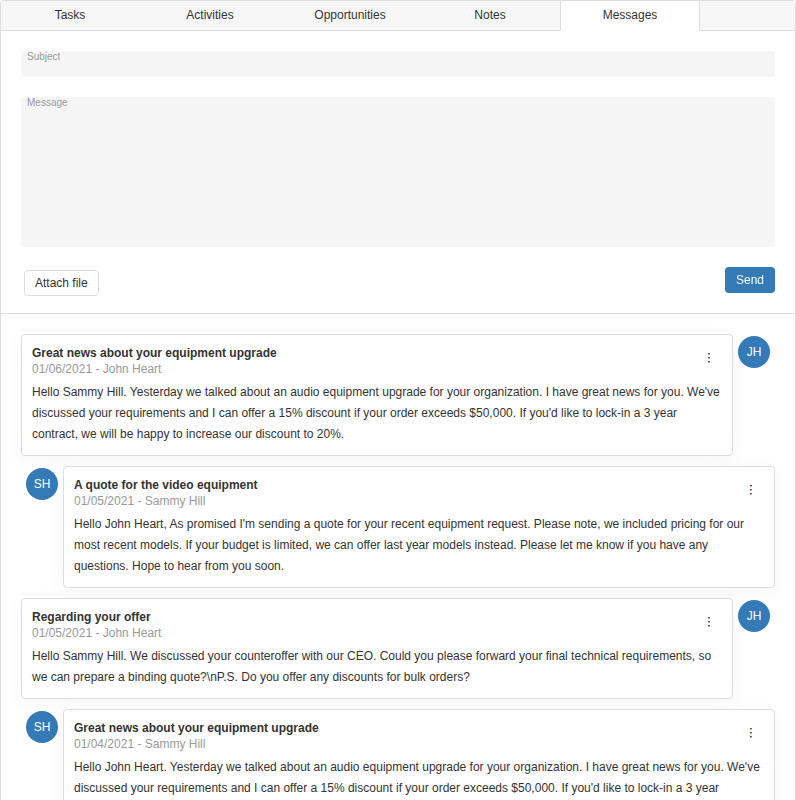 Tasks Activities Opportunities Notes Messages
Subject
Message
Attach file
Send
Great news about your equipment upgrade
JH
01/06/2021 - John Heart
Hello Sammy Hill. Yesterday we talked about an audio equipment upgrade for your organization. I have great news for you. We've
discussed your requirements and I can offer a 15% discount if your order exceeds $50,000. If you'd like to lock-in a 3 year
contract, we will be happy to increase our discount to 20%.
SH
A quote for the video equipment
01/05/2021 - Sammy Hill
Hello John Heart, As promised I'm sending a quote for your recent equipment request. Please note, we included pricing for our
most recent models. If your budget is limited, we can offer last year models instead. Please let me know if you have any
questions. Hope to hear from you soon.
Regarding your offer
JH
01/05/2021 - John Heart
Hello Sammy Hill. We discussed your counteroffer with our CEO. Could you please forward your final technical requirements, so
we can prepare a binding quote?\nP.S. Do you offer any discounts for bulk orders?
SH
Great news about your equipment upgrade
01/04/2021 - Sammy Hill
Hello John Heart. Yesterday we talked about an audio equipment upgrade for your organization. I have great news for you. We've
discussed your requirements and I can offer a 15% discount if your order exceeds $50,000. If you'd like to lock-in a 3 year